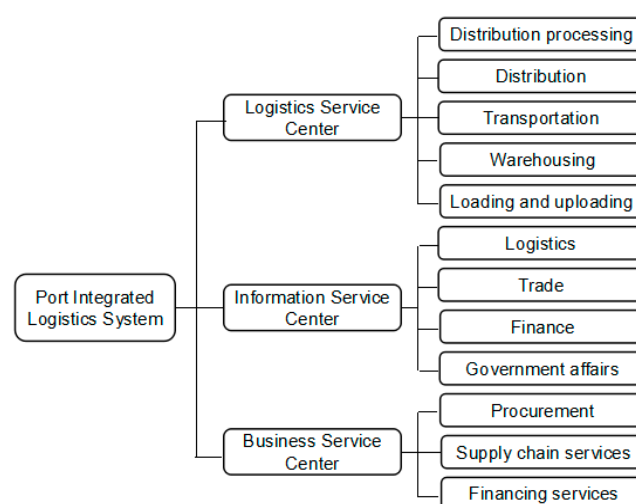 Distribution processing
Distribution
Logistics Service
Center
Transportation
Warehousing
Loading and uploading
Logistics
Trade
Port Integrated
Logistics System
Information Service
Center
Finance
Government affairs
Procurement
Business Service
Center
Supply chain services
Financing services